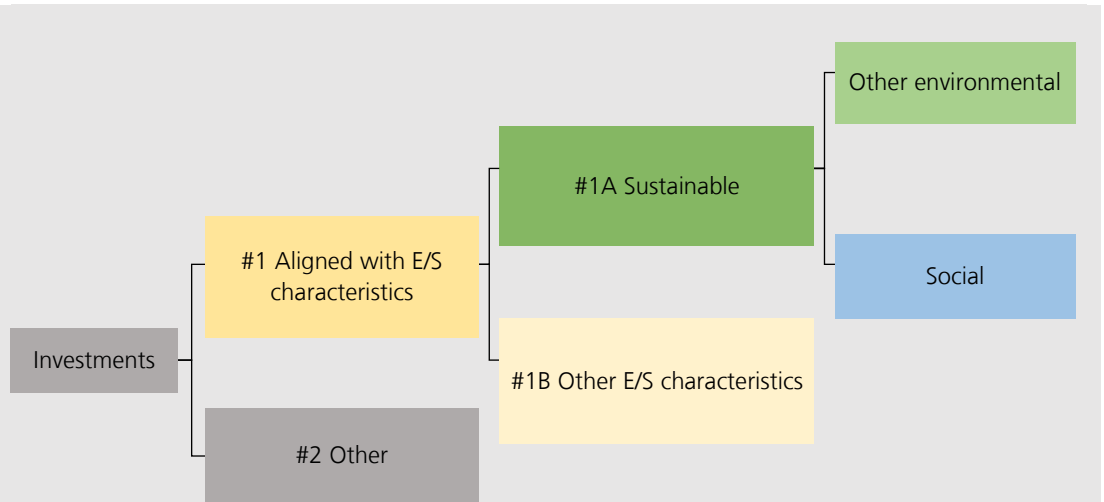 Investments
#1 Aligned with E/S
characteristics
#2 Other
#1A Sustainable
#1B Other E/S characteristics
Other environmental
Social